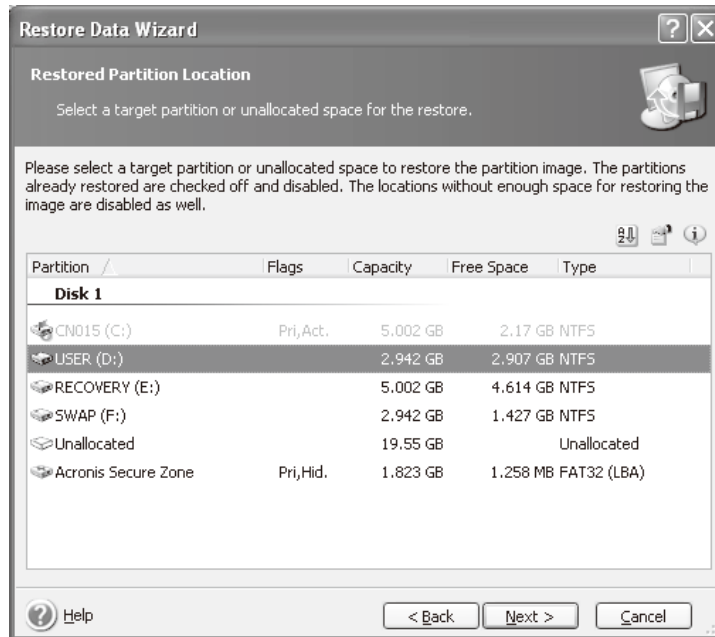 Restore Data Wizard
Restored Partition Location
Select a target partition or unallocated space for the restore.
Please select a target partition or unallocated space to restore the partition image. The partitions
already restored are checked off and disabled. The locations without enough space for restoring the
image are disabled as well.
Partition Flags Capacity Free Space Type
Disk 1
CN015 (C:) Pri,Act. 5.002 GB 2.17 GB NTFS
USER (D:) 2.942 GB 2.907 GB NTFS
RECOVERY (E:) 5.002 GB 4.614 GB NTFS
SWAP (F:) 2.942 GB 1.427 GB NTFS
Unallocated 19.55 GB Unallocated
Acronis Secure Zone Pri,Hid. 1.823 GB 1.258 MB FAT32 (LBA)
Help < Back Next > Cancel